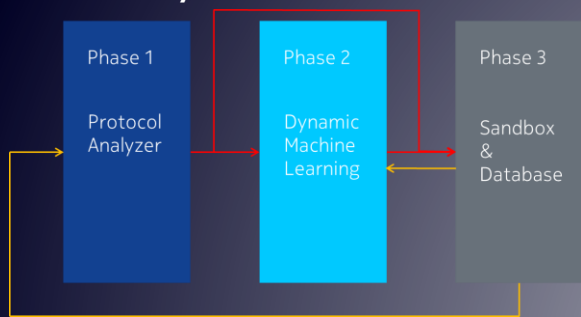 Phase 1
Protocol
Analyzer
Phase 2
Dynamic
Machine
Learning
Phase 3
Sandbox
&
Database